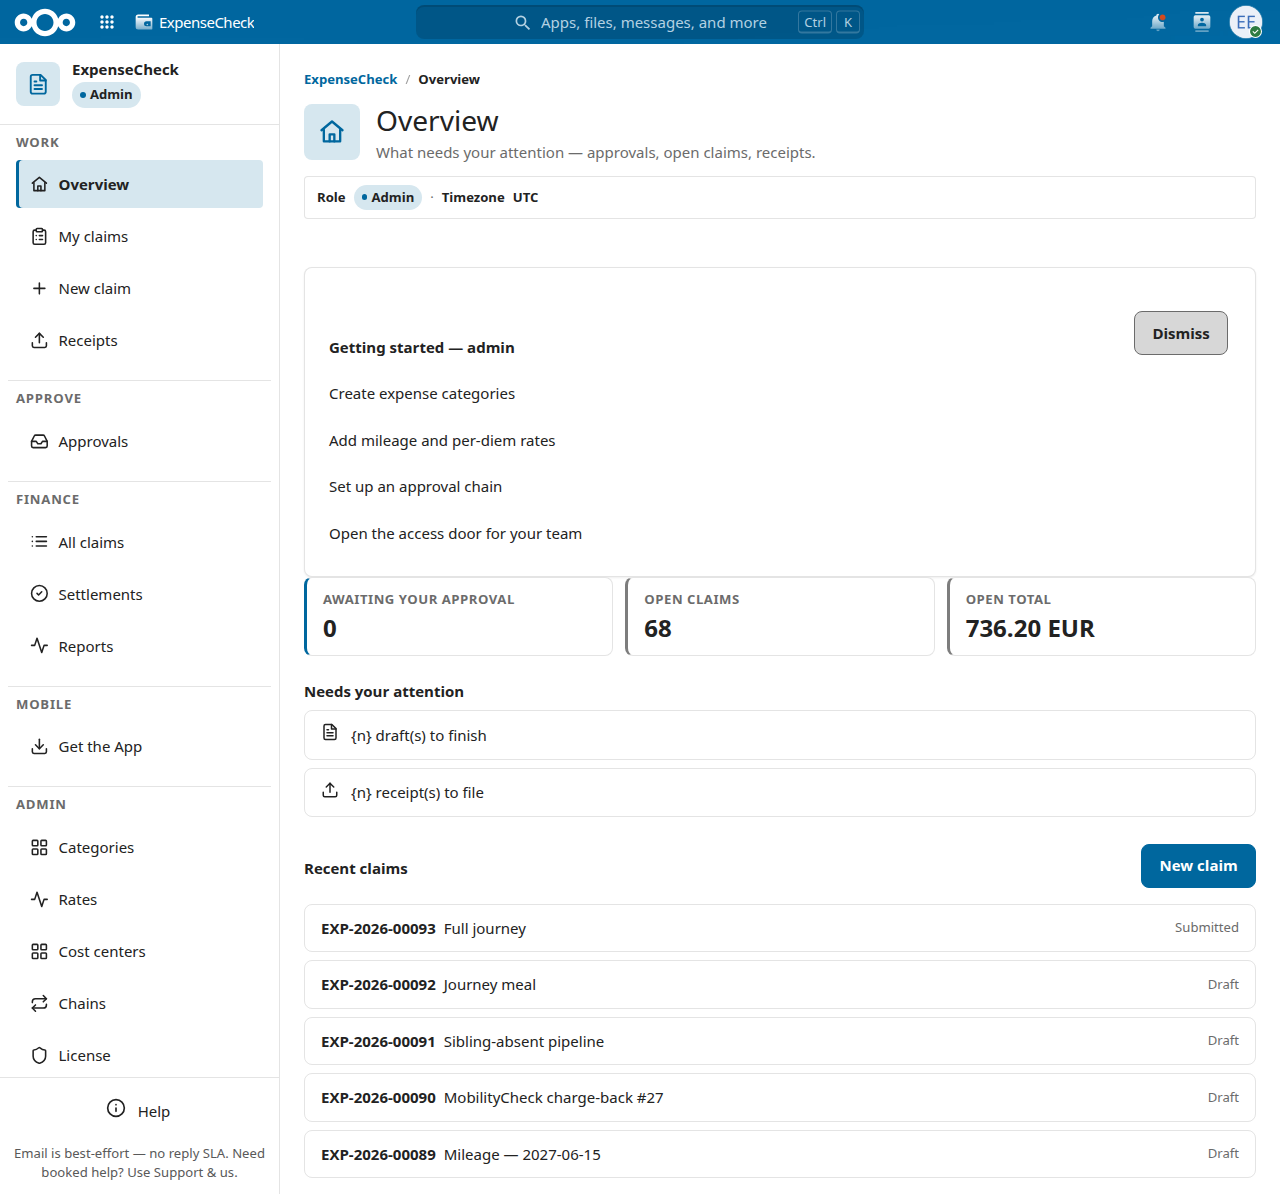 ExpenseCheck
Apps, files, messages, and more
Ctrl
K
EF
ExpenseCheck
Admin
WORK
Overview
My claims
New claim
Receipts
APPROVE
Approvals
FINANCE
All claims
Settlements
Reports
MOBILE
Get the App
ADMIN
Categories
Rates
Cost centers
Chains
License
Help
Email is best-effort — no reply SLA. Need
booked help? Use Support & us.
ExpenseCheck / Overview
Overview
What needs your attention — approvals, open claims, receipts.
Role Admin · Timezone UTC
Dismiss
Getting started — admin
Create expense categories
Add mileage and per-diem rates
Set up an approval chain
Open the access door for your team
AWAITING YOUR APPROVAL
0
OPEN CLAIMS
68
OPEN TOTAL
736.20 EUR
Needs your attention
{n} draft(s) to finish
{n} receipt(s) to file
Recent claims
New claim
EXP-2026-00093 Full journey Submitted
EXP-2026-00092 Journey meal Draft
EXP-2026-00091 Sibling-absent pipeline Draft
EXP-2026-00090 MobilityCheck charge-back #27 Draft
EXP-2026-00089 Mileage — 2027-06-15 Draft